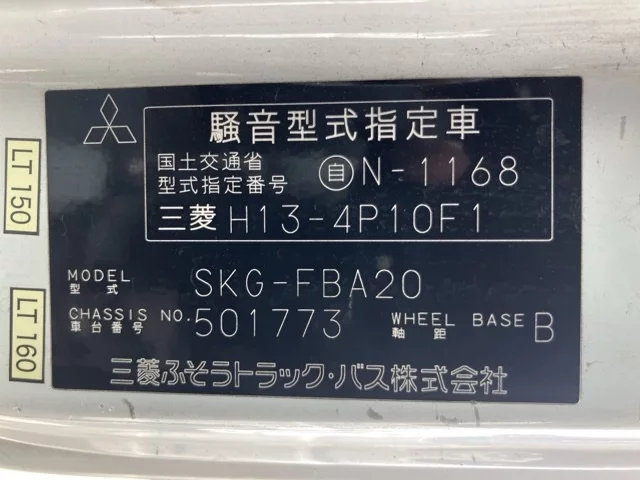 騒音型式指定車
国土交通省
型式指定番号 自 N-1168
三菱 H13-4P10F1
MODEL
型式 SKG-FBA20
CHASSIS NO.
車台番号 501773 WHEEL BASE
軸距 B
三菱ふそうトラック・バス株式会社
LT 150
LT 160